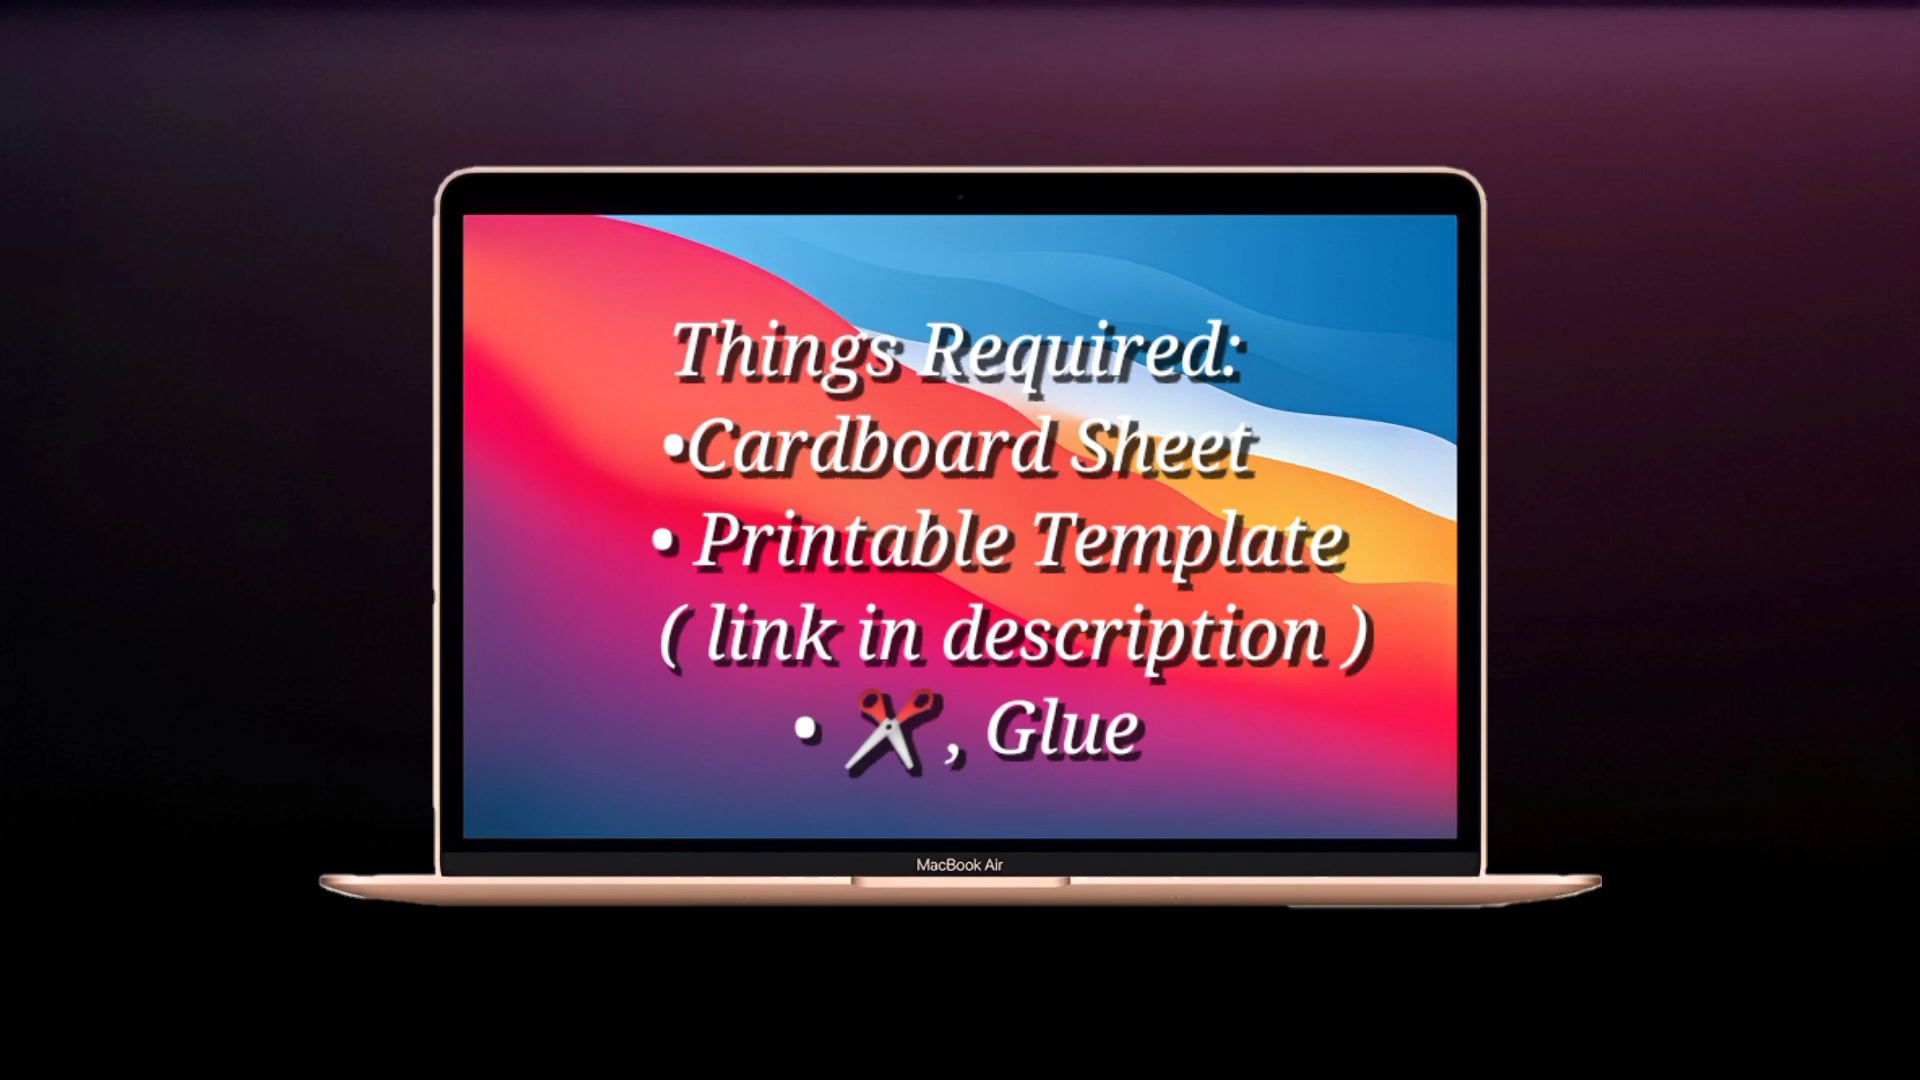 Things Required:
•Cardboard Sheet
• Printable Template
( link in description )
• ✂️, Glue
MacBook Air